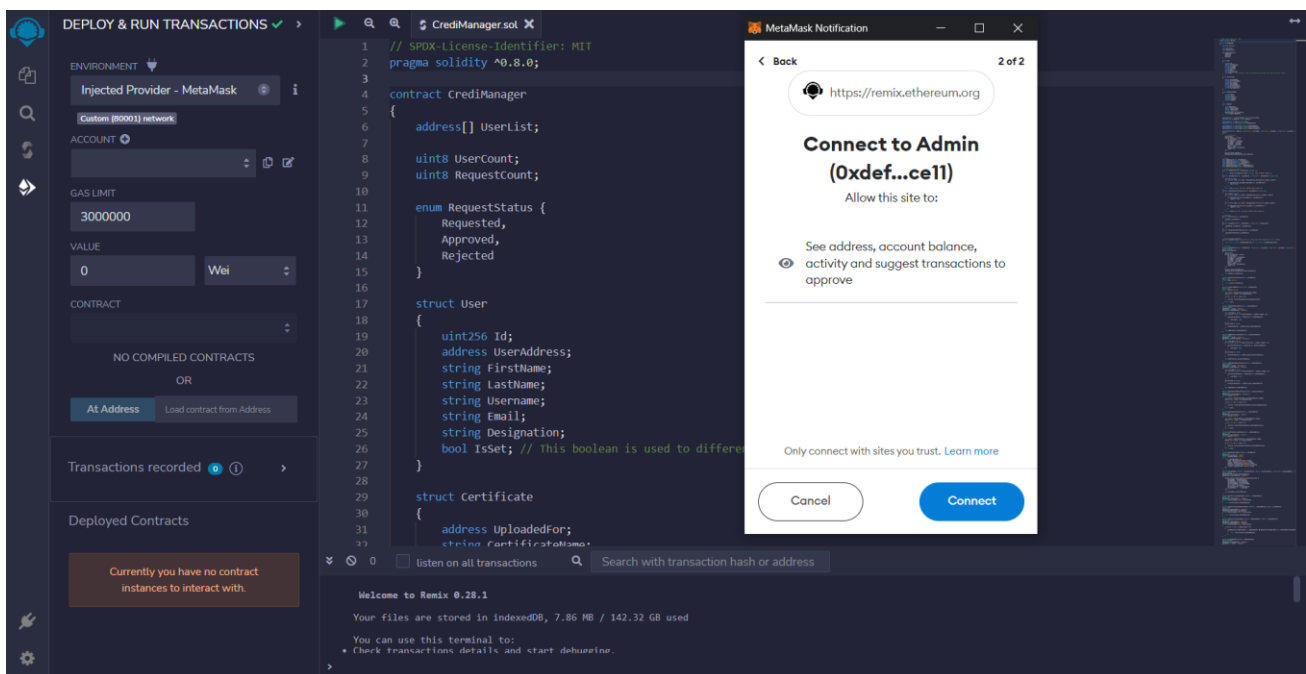 DEPLOY & RUN TRANSACTIONS
ENVIRONMENT
Injected Provider - MetaMask
Custom (80001) network
ACCOUNT
GAS LIMIT
3000000
VALUE
0 Wei
CONTRACT
NO COMPILED CONTRACTS
OR
At Address Load contract from Address
Transactions recorded 0
Deployed Contracts
Currently you have no contract
instances to interact with.
CrediManager.sol
1 // SPDX-License-Identifier: MIT
2 pragma solidity ^0.8.0;
3
4 contract CrediManager
5 {
6 address[] UserList;
7
8 uint8 UserCount;
9 uint8 RequestCount;
10
11 enum RequestStatus {
12 Requested,
13 Approved,
14 Rejected
15 }
16
17 struct User
18 {
19 uint256 Id;
20 address UserAddress;
21 string FirstName;
22 string LastName;
23 string Username;
24 string Email;
25 string Designation;
26 bool IsSet; // This boolean is used to differe
27 }
28
29 struct Certificate
30 {
31 address UploadedFor;
32 string CertificateName;
0 listen on all transactions Search with transaction hash or address
Welcome to Remix 0.28.1
Your files are stored in indexedDB, 7.86 MB / 142.32 GB used
You can use this terminal to:
• Check transactions details and start debugging.
>
MetaMask Notification
< Back 2 of 2
https://remix.ethereum.org
Connect to Admin
(0xdef...ce11)
Allow this site to:
See address, account balance,
activity and suggest transactions to
approve
Only connect with sites you trust. Learn more
Cancel Connect